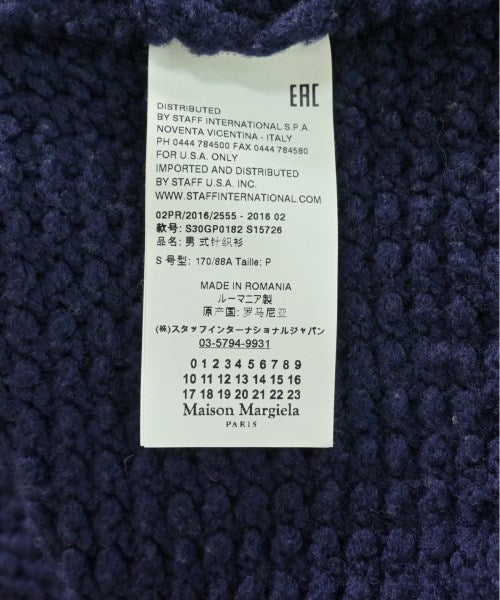 EAC
DISTRIBUTED
BY STAFF INTERNATIONAL S.P.A.
NOVENTA VICENTINA - ITALY
PH 0444 784500 FAX 0444 784580
FOR U.S.A. ONLY
IMPORTED AND DISTRIBUTED
BY STAFF U.S.A. INC.
WWW.STAFFINTERNATIONAL.COM
02PR/2016/2555 - 2016 02
款号: S30GP0182 S15726
品名: 男 式针织衫
S 号型: 170/88A Taille: P
MADE IN ROMANIA
ルーマニア製
原产国: 罗马尼亚
(株)スタッフインターナショナルジャパン
03-5794-9931
0 1 2 3 4 5 6 7 8 9
10 11 12 13 14 15 16
17 18 19 20 21 22 23
Maison Margiela
PARIS